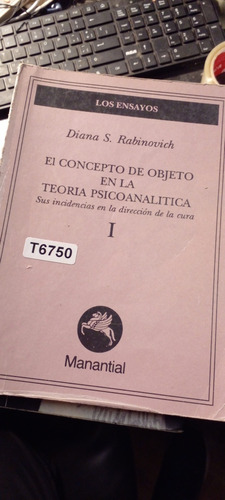 LOS ENSAYOS
Diana S. Rabinovich
El CONCEPTO DE OBJETO
EN LA
TEORIA PSICOANALITICA
Sus incidencias en la dirección de la cura
I
T6750
Manantial